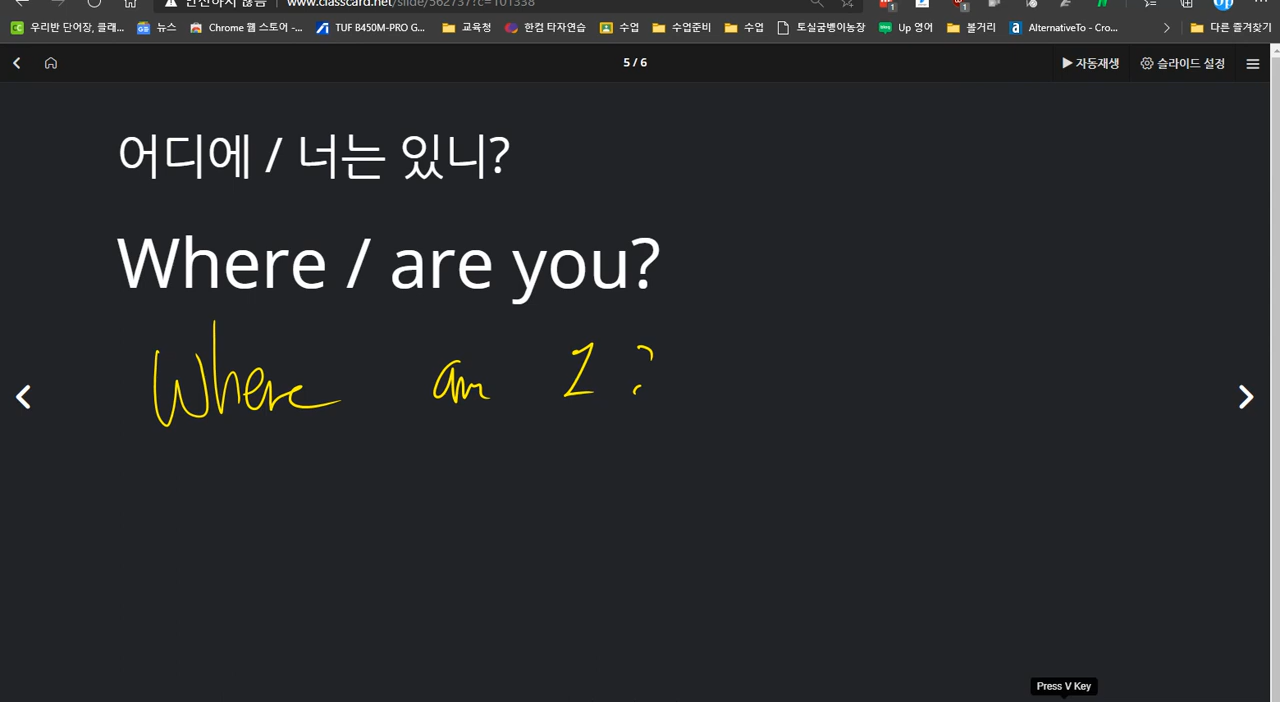 안전하지 않음 www.classcard.net/slide/562737?c=101338
우리반 단어장, 클래... 뉴스 Chrome 웹 스토어 -... TUF B450M-PRO G... 교육청 한컴 타자연습 수업 수업준비 수집 토실굼벵이농장 Up 영어 볼거리 AlternativeTo - Cro... 다른 즐겨찾기
5 / 6 자동재생 슬라이드 설정
어디에 / 너는 있니?
Where / are you?
Where am I ?
Press V Key